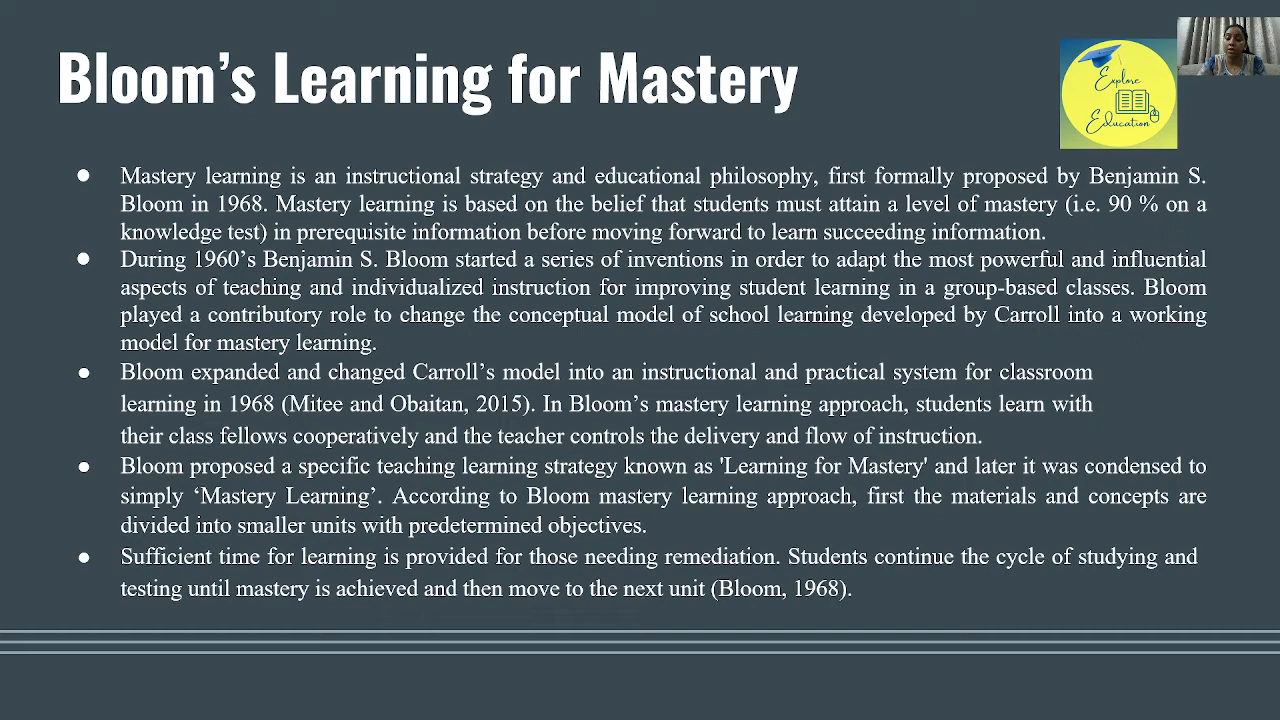 Bloom’s Learning for Mastery
Explore
Education
● Mastery learning is an instructional strategy and educational philosophy, first formally proposed by Benjamin S.
Bloom in 1968. Mastery learning is based on the belief that students must attain a level of mastery (i.e. 90 % on a
knowledge test) in prerequisite information before moving forward to learn succeeding information.
● During 1960’s Benjamin S. Bloom started a series of inventions in order to adapt the most powerful and influential
aspects of teaching and individualized instruction for improving student learning in a group-based classes. Bloom
played a contributory role to change the conceptual model of school learning developed by Carroll into a working
model for mastery learning.
● Bloom expanded and changed Carroll’s model into an instructional and practical system for classroom
learning in 1968 (Mitee and Obaitan, 2015). In Bloom’s mastery learning approach, students learn with
their class fellows cooperatively and the teacher controls the delivery and flow of instruction.
● Bloom proposed a specific teaching learning strategy known as 'Learning for Mastery' and later it was condensed to
simply ‘Mastery Learning’. According to Bloom mastery learning approach, first the materials and concepts are
divided into smaller units with predetermined objectives.
● Sufficient time for learning is provided for those needing remediation. Students continue the cycle of studying and
testing until mastery is achieved and then move to the next unit (Bloom, 1968).